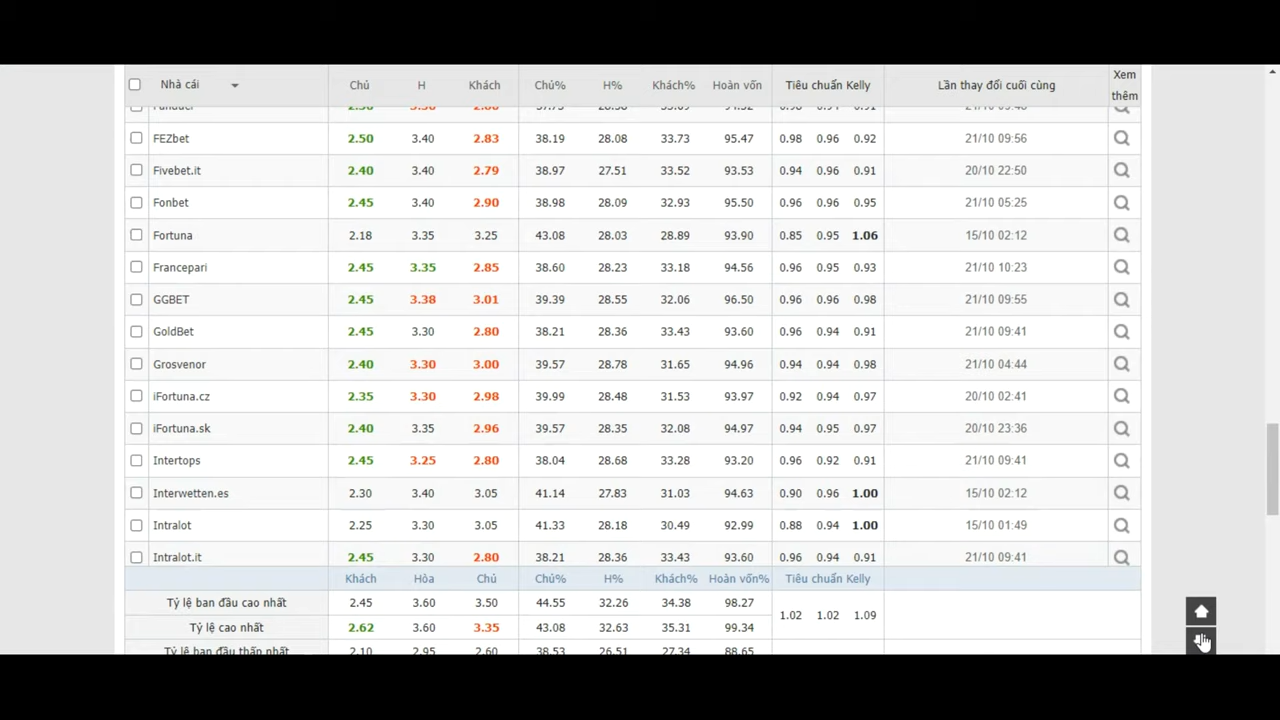 Nhà cái Chủ H Khách Chủ% H% Khách% Hoàn vốn Tiêu chuẩn Kelly Lần thay đổi cuối cùng Xem thêm
FEZbet 2.50 3.40 2.83 38.19 28.08 33.73 95.47 0.98 0.96 0.92 21/10 09:56
Fivebet.it 2.40 3.40 2.79 38.97 27.51 33.52 93.53 0.94 0.96 0.91 20/10 22:50
Fonbet 2.45 3.40 2.90 38.98 28.09 32.93 95.50 0.96 0.96 0.95 21/10 05:25
Fortuna 2.18 3.35 3.25 43.08 28.03 28.89 93.90 0.85 0.95 1.06 15/10 02:12
Francepari 2.45 3.35 2.85 38.60 28.23 33.18 94.56 0.96 0.95 0.93 21/10 10:23
GGBET 2.45 3.38 3.01 39.39 28.55 32.06 96.50 0.96 0.96 0.98 21/10 09:55
GoldBet 2.45 3.30 2.80 38.21 28.36 33.43 93.60 0.96 0.94 0.91 21/10 09:41
Grosvenor 2.40 3.30 3.00 39.57 28.78 31.65 94.96 0.94 0.94 0.98 21/10 04:44
iFortuna.cz 2.35 3.30 2.98 39.99 28.48 31.53 93.97 0.92 0.94 0.97 20/10 02:41
iFortuna.sk 2.40 3.35 2.96 39.57 28.35 32.08 94.97 0.94 0.95 0.97 20/10 23:36
Intertops 2.45 3.25 2.80 38.04 28.68 33.28 93.20 0.96 0.92 0.91 21/10 09:41
Interwetten.es 2.30 3.40 3.05 41.14 27.83 31.03 94.63 0.90 0.96 1.00 15/10 02:12
Intralot 2.25 3.30 3.05 41.33 28.18 30.49 92.99 0.88 0.94 1.00 15/10 01:49
Intralot.it 2.45 3.30 2.80 38.21 28.36 33.43 93.60 0.96 0.94 0.91 21/10 09:41
Khách Hòa Chủ Chủ% H% Khách% Hoàn vốn% Tiêu chuẩn Kelly
Tỷ lệ ban đầu cao nhất 2.45 3.60 3.50 44.55 32.26 34.38 98.27
1.02 1.02 1.09
Tỷ lệ cao nhất 2.62 3.60 3.35 43.08 32.63 35.31 99.34
Tỷ lệ ban đầu thấp nhất 2.10 2.95 2.60 38.53 26.51 27.34 88.65